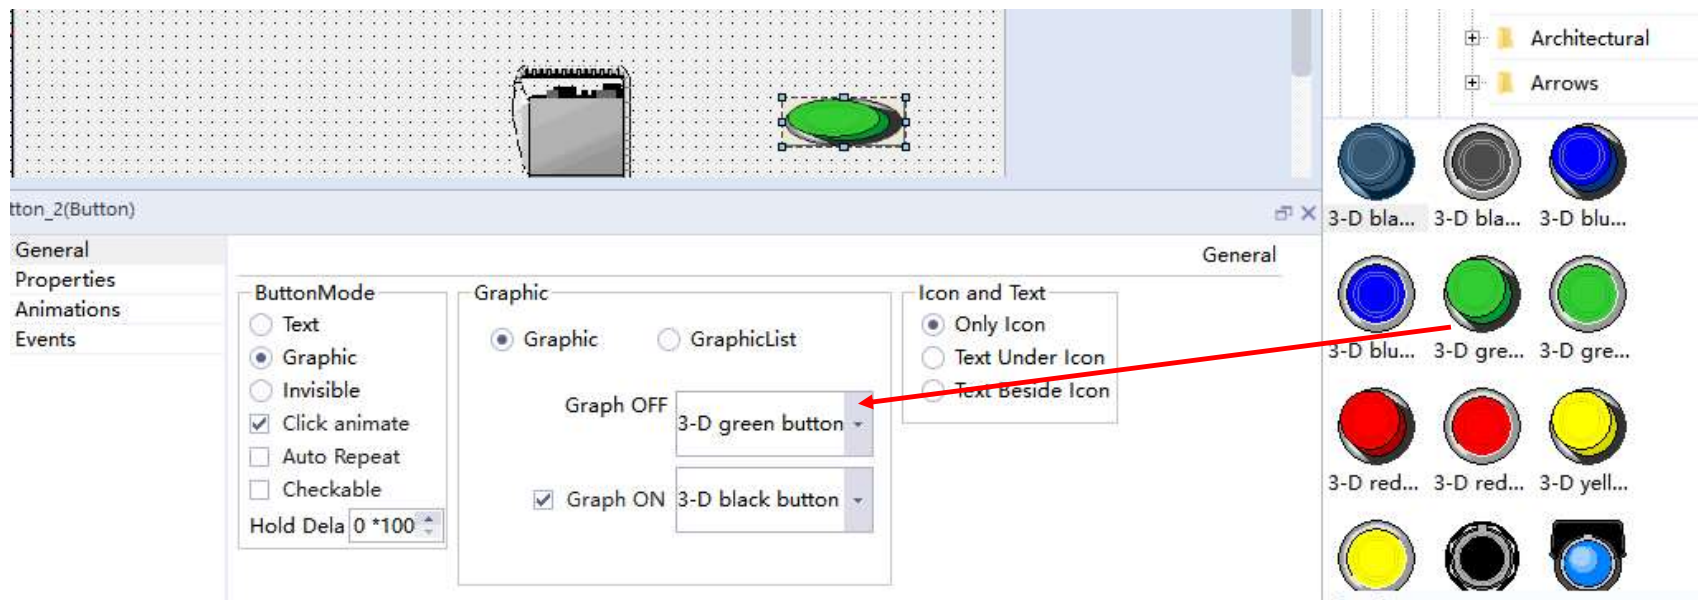 Architectural
Arrows
3-D bla... 3-D bla... 3-D blu...
3-D blu... 3-D gre... 3-D gre...
3-D red... 3-D red... 3-D yell...
tton_2(Button)
General
Properties
Animations
Events
General
ButtonMode
Text
Graphic
Invisible
Click animate
Auto Repeat
Checkable
Hold Dela 0 *100
Graphic
Graphic GraphicList
Graph OFF 3-D green button
Graph ON 3-D black button
Icon and Text
Only Icon
Text Under Icon
Text Beside Icon